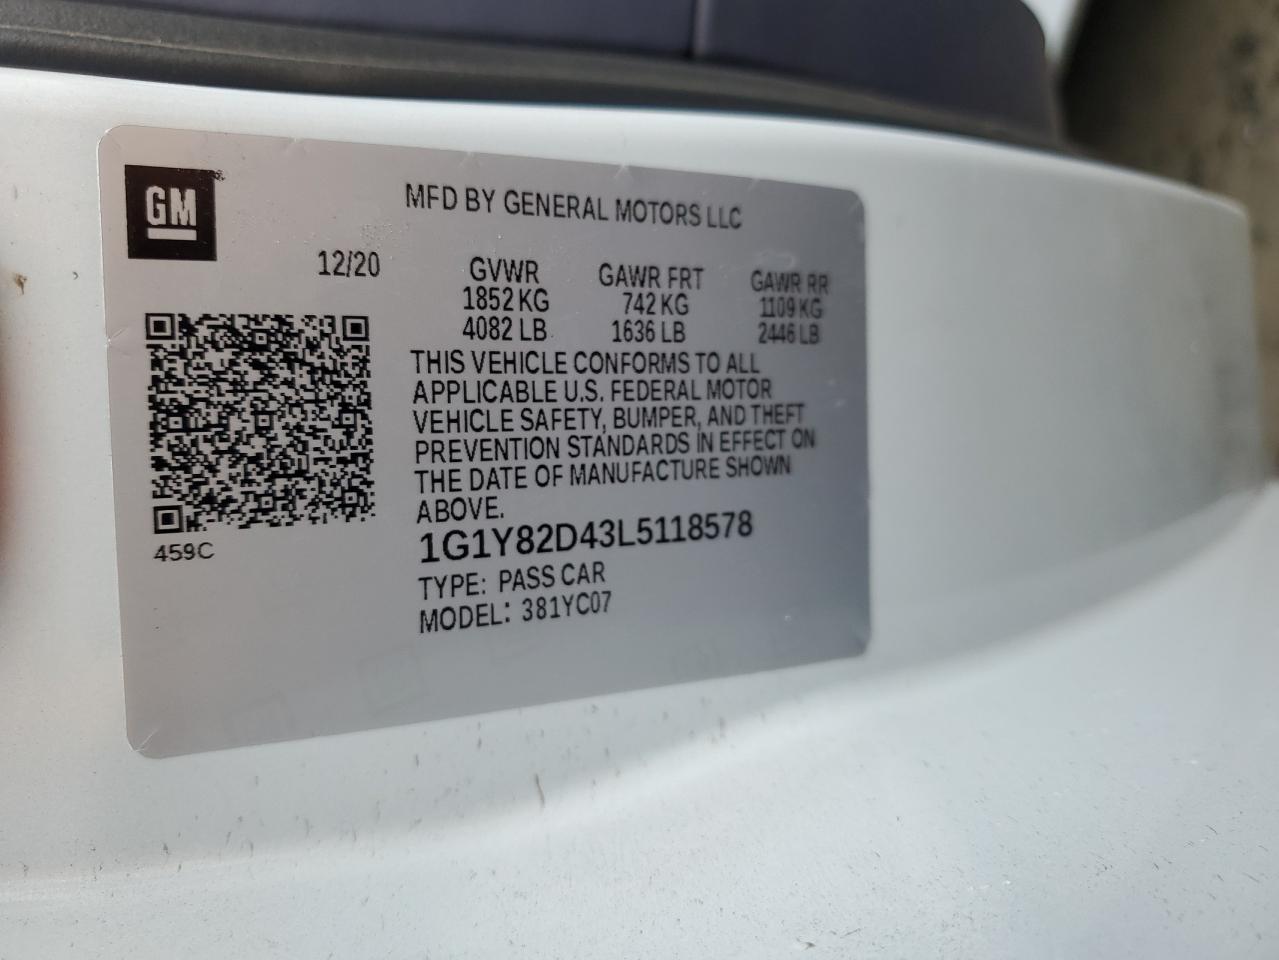 GM
MFD BY GENERAL MOTORS LLC
12/20
GVWR GAWR FRT GAWR RR
1852 KG 742 KG 1109 KG
4082 LB 1636 LB 2446 LB
THIS VEHICLE CONFORMS TO ALL
APPLICABLE U.S. FEDERAL MOTOR
VEHICLE SAFETY, BUMPER, AND THEFT
PREVENTION STANDARDS IN EFFECT ON
THE DATE OF MANUFACTURE SHOWN
ABOVE.
459C
1G1Y82D43L5118578
TYPE: PASS CAR
MODEL: 381YC07